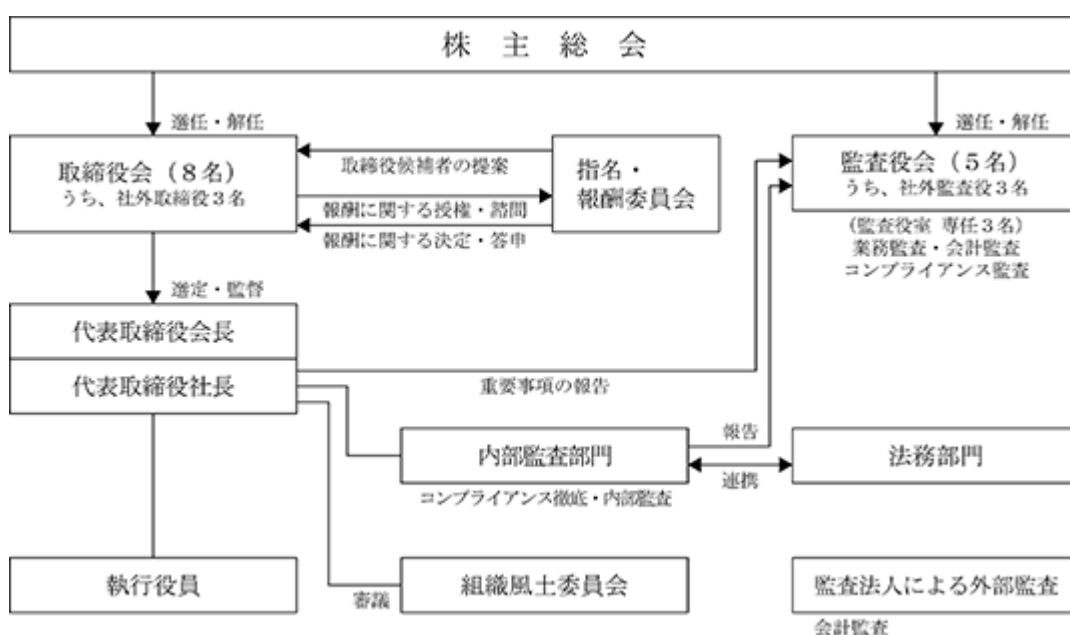 株主総会
選任・解任
選任・解任
取締役会（8名）
うち、社外取締役3名
取締役候補者の提案
報酬に関する授権・諮問
報酬に関する決定・答申
指名・
報酬委員会
監査役会（5名）
うち、社外監査役3名
（監査役室 専任3名）
業務監査・会計監査
コンプライアンス監査
選定・監督
代表取締役会長
代表取締役社長
重要事項の報告
内部監査部門
コンプライアンス徹底・内部監査
報告
連携
法務部門
執行役員
審議
組織風土委員会
監査法人による外部監査
会計監査